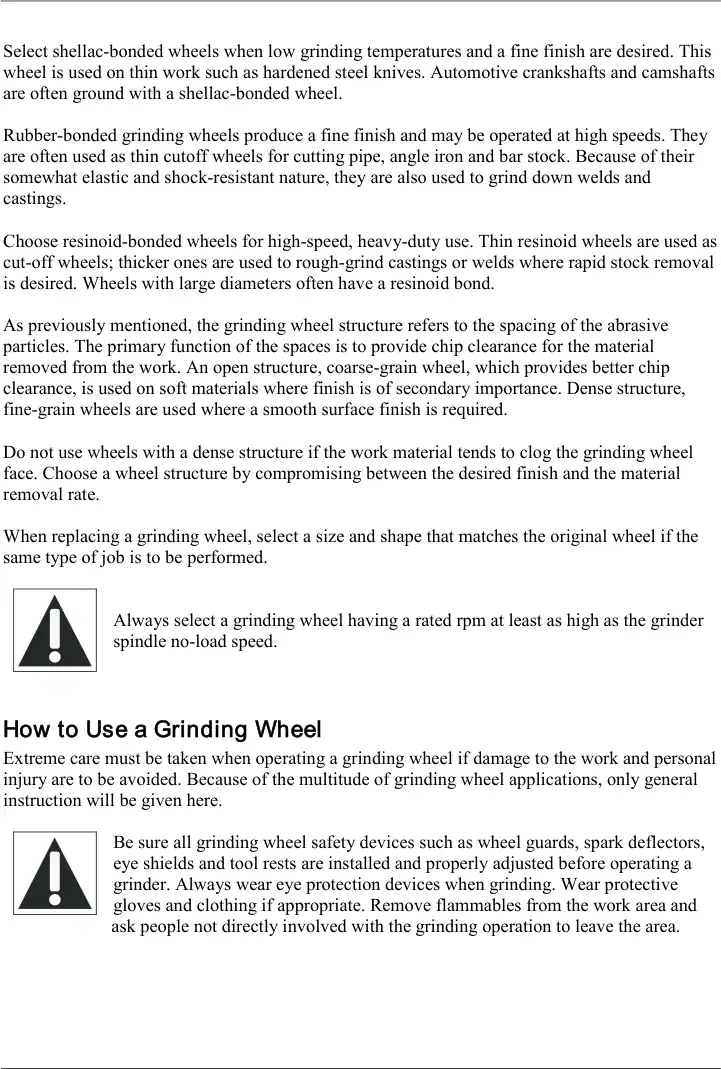 Select shellac-bonded wheels when low grinding temperatures and a fine finish are desired. This
wheel is used on thin work such as hardened steel knives. Automotive crankshafts and camshafts
are often ground with a shellac-bonded wheel.
Rubber-bonded grinding wheels produce a fine finish and may be operated at high speeds. They
are often used as thin cutoff wheels for cutting pipe, angle iron and bar stock. Because of their
somewhat elastic and shock-resistant nature, they are also used to grind down welds and
castings.
Choose resinoid-bonded wheels for high-speed, heavy-duty use. Thin resinoid wheels are used as
cut-off wheels; thicker ones are used to rough-grind castings or welds where rapid stock removal
is desired. Wheels with large diameters often have a resinoid bond.
As previously mentioned, the grinding wheel structure refers to the spacing of the abrasive
particles. The primary function of the spaces is to provide chip clearance for the material
removed from the work. An open structure, coarse-grain wheel, which provides better chip
clearance, is used on soft materials where finish is of secondary importance. Dense structure,
fine-grain wheels are used where a smooth surface finish is required.
Do not use wheels with a dense structure if the work material tends to clog the grinding wheel
face. Choose a wheel structure by compromising between the desired finish and the material
removal rate.
When replacing a grinding wheel, select a size and shape that matches the original wheel if the
same type of job is to be performed.
Always select a grinding wheel having a rated rpm at least as high as the grinder
spindle no-load speed.
How to Use a Grinding Wheel
Extreme care must be taken when operating a grinding wheel if damage to the work and personal
injury are to be avoided. Because of the multitude of grinding wheel applications, only general
instruction will be given here.
Be sure all grinding wheel safety devices such as wheel guards, spark deflectors,
eye shields and tool rests are installed and properly adjusted before operating a
grinder. Always wear eye protection devices when grinding. Wear protective
gloves and clothing if appropriate. Remove flammables from the work area and
ask people not directly involved with the grinding operation to leave the area.